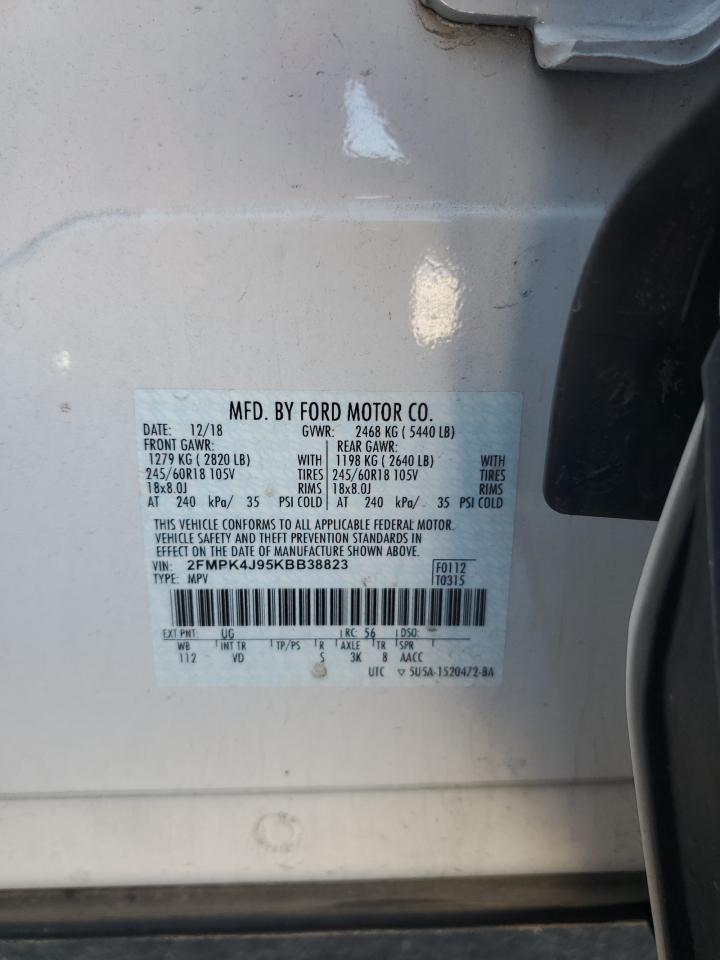 MFD. BY FORD MOTOR CO.
DATE: 12/18 GVWR: 2468 KG ( 5440 LB)
FRONT GAWR: REAR GAWR:
1279 KG ( 2820 LB) WITH 1198 KG ( 2640 LB) WITH
245/60R18 105V TIRES 245/60R18 105V TIRES
18x8.0J RIMS 18x8.0J RIMS
AT 240 kPa/ 35 PSI COLD AT 240 kPa/ 35 PSI COLD
THIS VEHICLE CONFORMS TO ALL APPLICABLE FEDERAL MOTOR
VEHICLE SAFETY AND THEFT PREVENTION STANDARDS IN
EFFECT ON THE DATE OF MANUFACTURE SHOWN ABOVE.
VIN: 2FMPK4J95KBB38823 F0112
TYPE: MPV T0315
EXT PNT: UG RC: 56 DSO:
WB INT TR TP/PS R AXLE TR SPR
112 VD S 3K 8 AACC
UTC ▽ 5U5A-1520472-BA